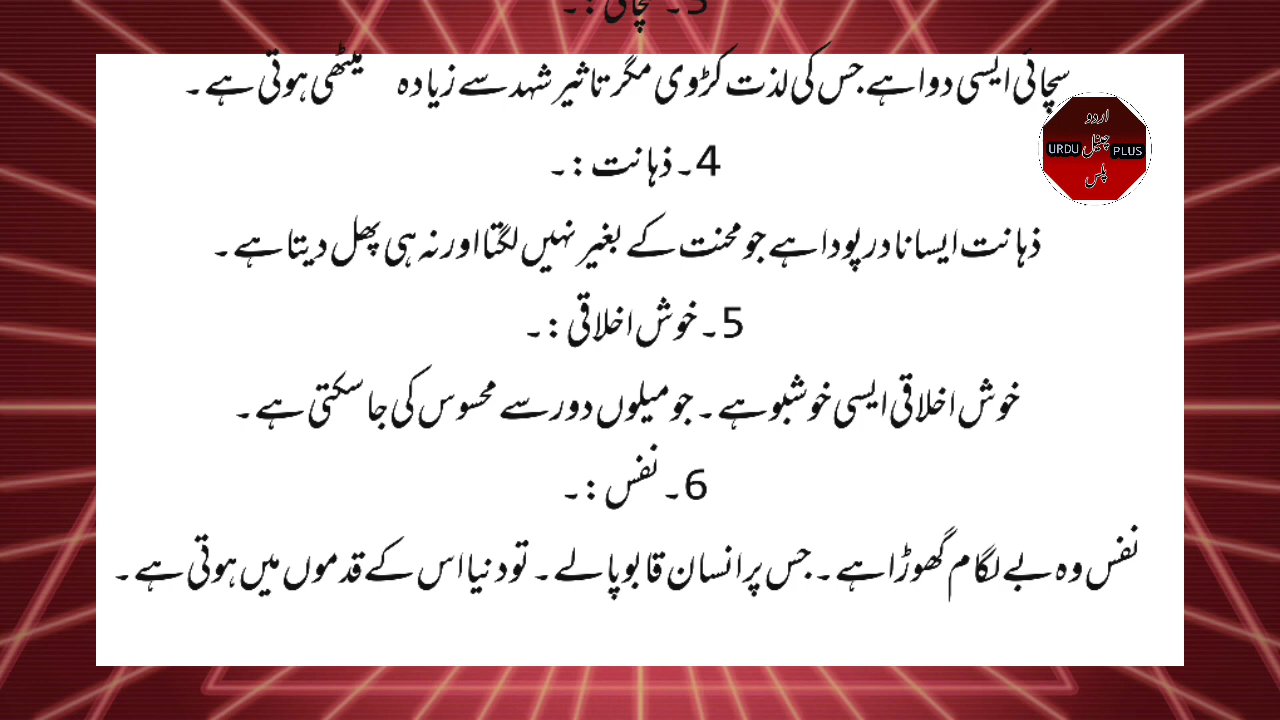 3۔ سچائی :۔
سچائی ایسی دوا ہے جس کی لذت کڑوی مگر تاثیر شہد سے زیادہ میٹھی ہوتی ہے۔
4۔ ذہانت :۔
ذہانت ایسا نادر پودا ہے جو محنت کے بغیر نہیں لگتا اور نہ ہی پھل دیتا ہے۔
5۔ خوش اخلاقی :۔
خوش اخلاقی ایسی خوشبو ہے۔ جو میلوں دور سے محسوس کی جا سکتی ہے۔
6۔ نفس :۔
نفس وہ بے لگام گھوڑا ہے۔ جس پر انسان قابو پا لے۔ تو دنیا اس کے قدموں میں ہوتی ہے۔
اردو
URDU چینل PLUS
پلس